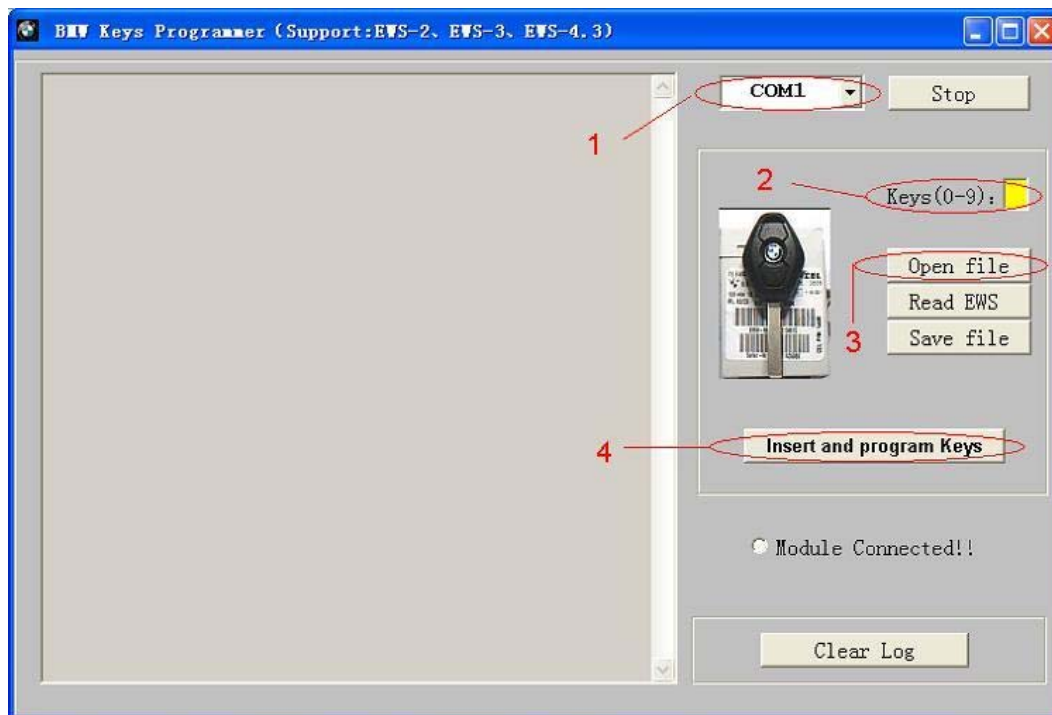 BMW Keys Programmer (Support:EWS-2、EWS-3、EWS-4.3)
COM1
Stop
1
2
Keys(0-9):
Open file
Read EWS
3
Save file
4
Insert and program Keys
Module Connected!!
Clear Log